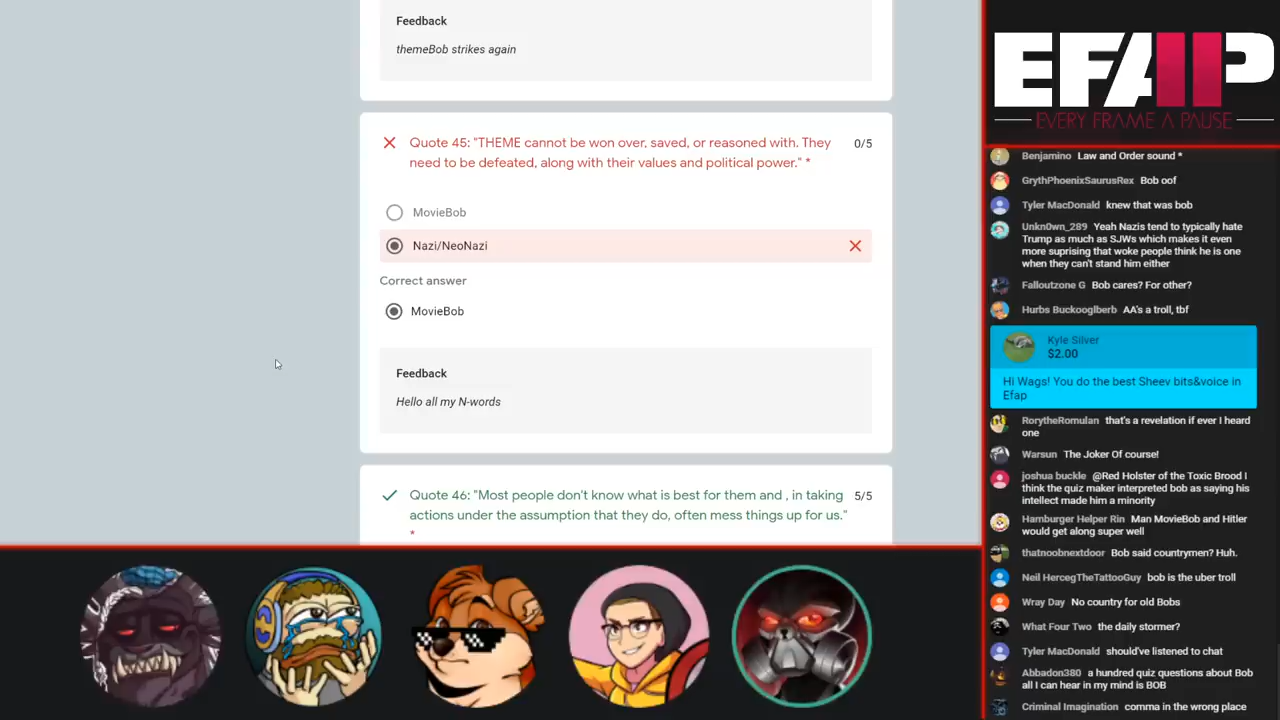 Feedback
themeBob strikes again
Quote 45: "THEME cannot be won over, saved, or reasoned with. They
need to be defeated, along with their values and political power." *
0/5
MovieBob
Nazi/NeoNazi
Correct answer
MovieBob
Feedback
Hello all my N-words
Quote 46: "Most people don't know what is best for them and , in taking
actions under the assumption that they do, often mess things up for us."
*
5/5
EFAP
EVERY FRAME A PAUSE
Benjamino Law and Order sound *
GrythPhoenixSaurusRex Bob oof
Tyler MacDonald knew that was bob
Unkn0wn_289 Yeah Nazis tend to typically hate
Trump as much as SJWs which makes it even
more suprising that woke people think he is one
when they can't stand him either
Falloutzone G Bob cares? For other?
Hurbs Buckooglberb AA's a troll, tbf
Kyle Silver
$2.00
Hi Wags! You do the best Sheev bits&voice in
Efap
RorytheRomulan that's a revelation if ever I heard
one
Warsun The Joker Of course!
joshua buckle @Red Holster of the Toxic Brood I
think the quiz maker interpreted bob as saying his
intellect made him a minority
Hamburger Helper Rin Man MovieBob and Hitler
would get along super well
thatnoobnextdoor Bob said countrymen? Huh.
Neil HercegTheTattooGuy bob is the uber troll
Wray Day No country for old Bobs
What Four Two the daily stormer?
Tyler MacDonald should've listened to chat
Abbadon380 a hundred quiz questions about Bob
all I can hear in my mind is BOB
Criminal Imagination comma in the wrong place